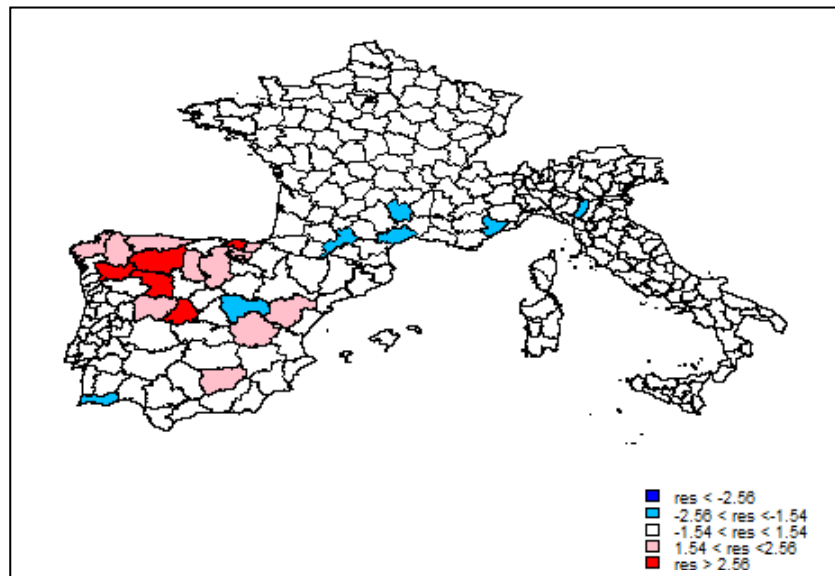 res < -2.56
-2.56 < res <-1.54
-1.54 < res < 1.54
1.54 < res <2.56
res > 2.56